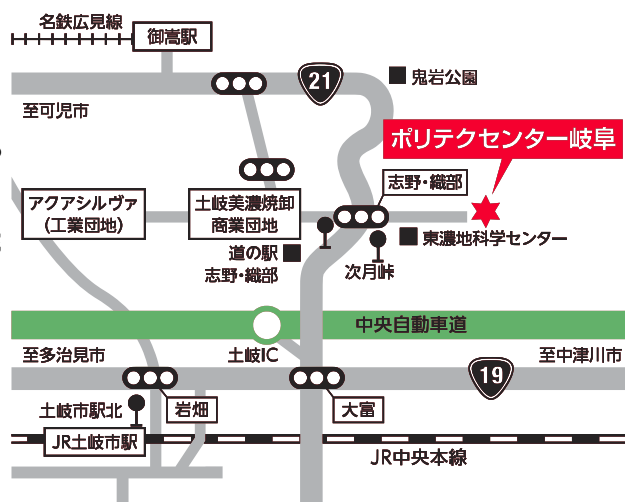 名鉄広見線
御嵩駅
21
鬼岩公園
至可児市
ポリテクセンター岐阜
志野・織部
アクアシルヴァ
（工業団地）
土岐美濃焼卸
商業団地
東濃地科学センター
道の駅
志野・織部
次月峠
中央自動車道
至多治見市
土岐IC
至中津川市
19
土岐市駅北
岩畑
大富
JR土岐市駅
JR中央本線